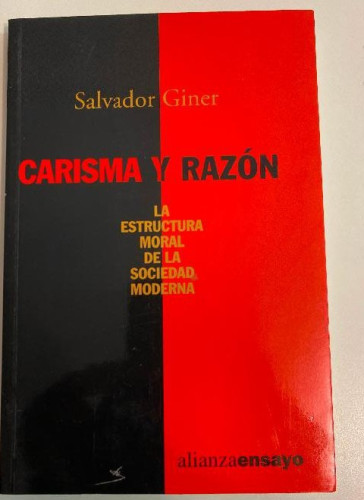 Salvador Giner
CARISMA Y RAZÓN
LA
ESTRUCTURA
MORAL
DE LA
SOCIEDAD
MODERNA
alianzaensayo